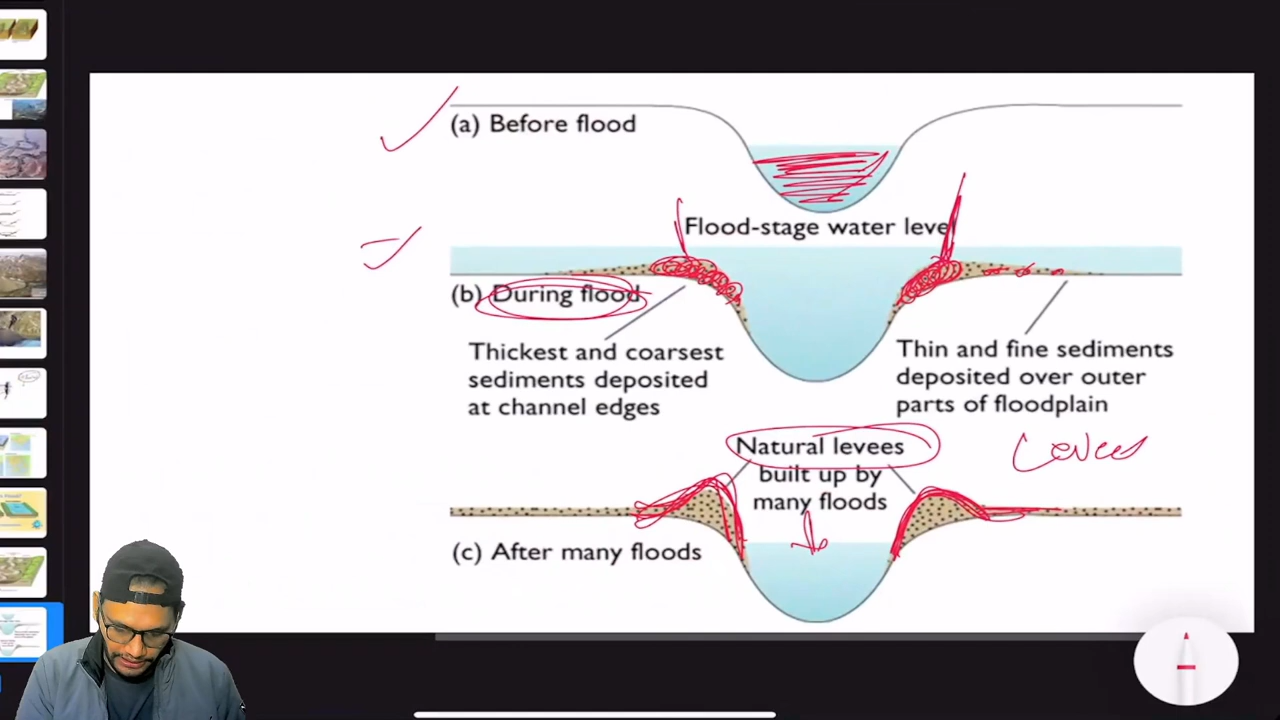 (a) Before flood
Flood-stage water level
(b) During flood
Thickest and coarsest
sediments deposited
at channel edges
Thin and fine sediments
deposited over outer
parts of floodplain
Natural levees
built up by
many floods
Levees
(c) After many floods